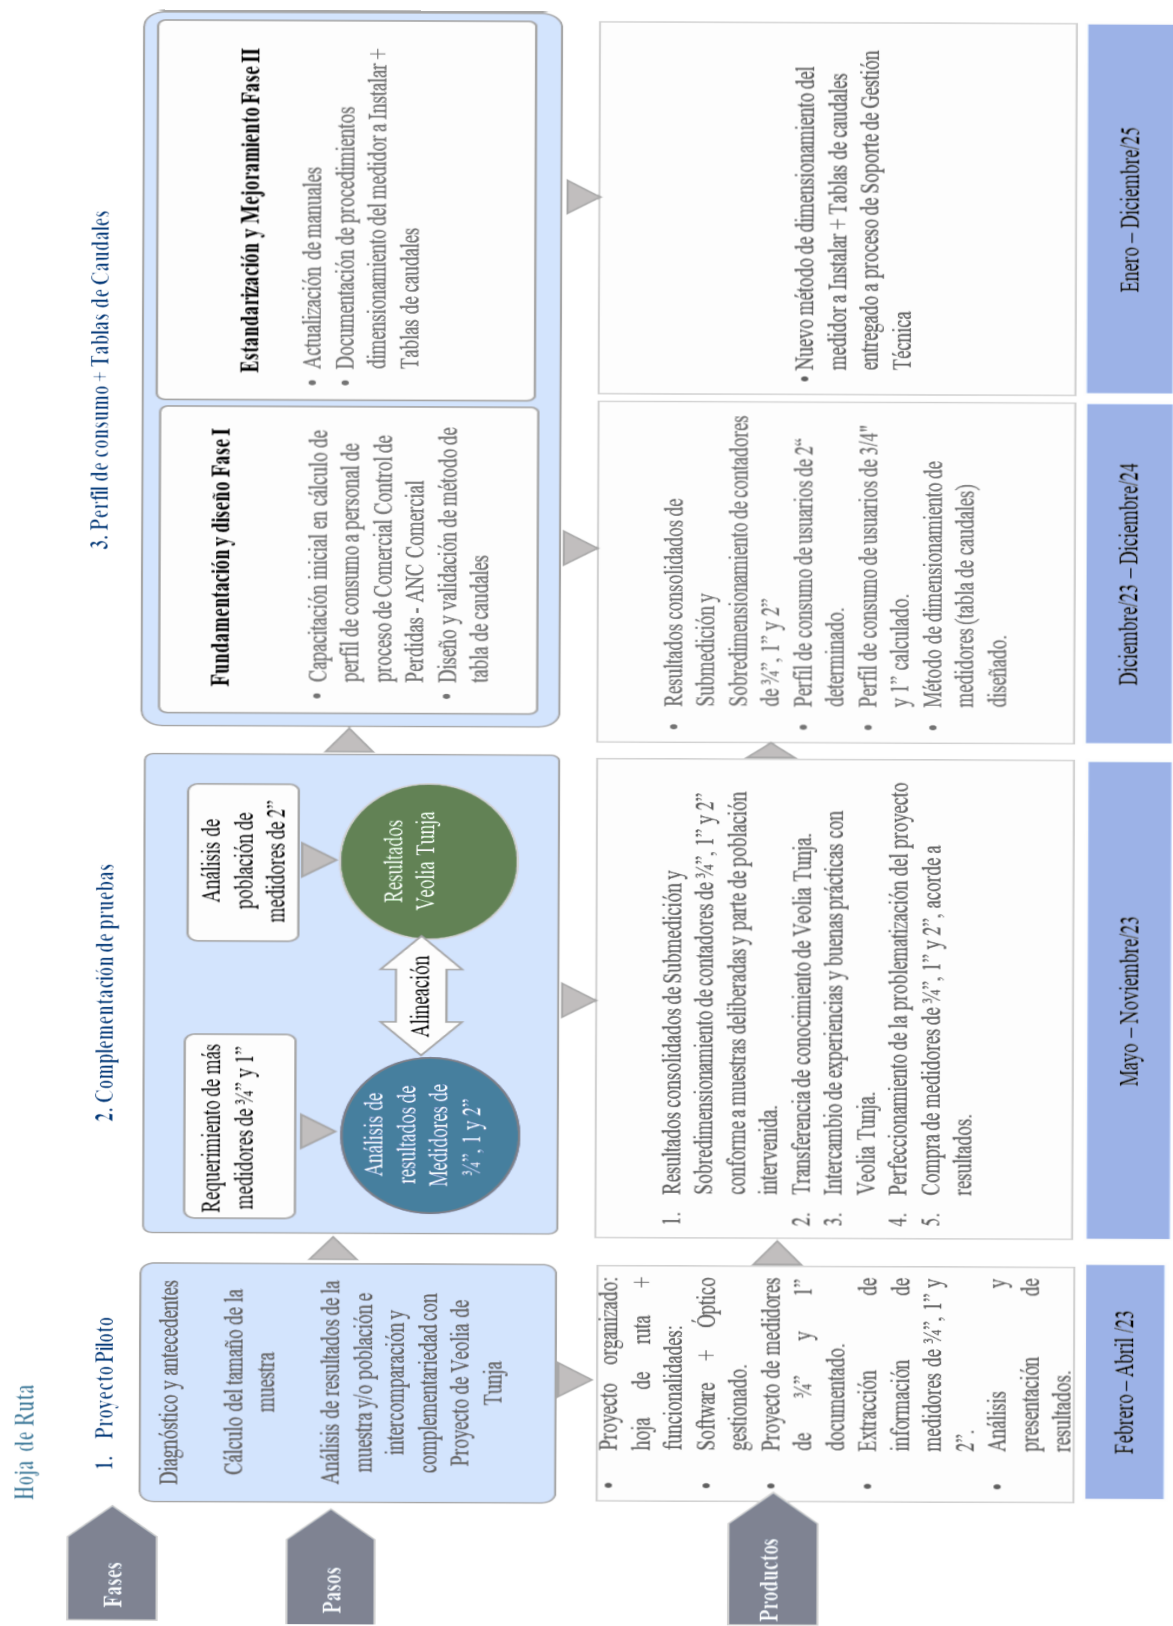 Hoja de Ruta
Fases
1. Proyecto Piloto
2. Complementación de pruebas
3. Perfil de consumo + Tablas de Caudales
Pasos
Diagnóstico y antecedentes
Cálculo del tamaño de la
muestra
Análisis de resultados de la
muestra y/o población e
intercomparación y
complementariedad con
Proyecto de Veolia de
Tunja
Requerimiento de más
medidores de ¾” y 1”
Análisis de
resultados de
Medidores de
¾”, 1 y 2”
Alineación
Análisis de
población de
medidores de 2”
Resultados
Veolia Tunja
Fundamentación y diseño Fase I
• Capacitación inicial en cálculo de
perfil de consumo a personal de
proceso de Comercial Control de
Perdidas - ANC Comercial
• Diseño y validación de método de
tabla de caudales
Estandarización y Mejoramiento Fase II
• Actualización de manuales
• Documentación de procedimientos
dimensionamiento del medidor a Instalar +
Tablas de caudales
Productos
• Proyecto organizado:
hoja de ruta +
funcionalidades:
• Software + Óptico
gestionado.
• Proyecto de medidores
de ¾” y 1”
documentado.
• Extracción de
información de
medidores de ¾”, 1” y
2”.
• Análisis y
presentación de
resultados.
1. Resultados consolidados de Submedición y
Sobredimensionamiento de contadores de ¾”, 1” y 2”
conforme a muestras deliberadas y parte de población
intervenida.
2. Transferencia de conocimiento de Veolia Tunja.
3. Intercambio de experiencias y buenas prácticas con
Veolia Tunja.
4. Perfeccionamiento de la problematización del proyecto
5. Compra de medidores de ¾”, 1” y 2”, acorde a
resultados.
• Resultados consolidados de
Submedición y
Sobredimensionamiento de contadores
de ¾”, 1” y 2”
• Perfil de consumo de usuarios de 2“
determinado.
• Perfil de consumo de usuarios de 3/4"
y 1” calculado.
• Método de dimensionamiento de
medidores (tabla de caudales)
diseñado.
• Nuevo método de dimensionamiento del
medidor a Instalar + Tablas de caudales
entregado a proceso de Soporte de Gestión
Técnica
Febrero – Abril /23
Mayo – Noviembre/23
Diciembre/23 – Diciembre/24
Enero – Diciembre/25